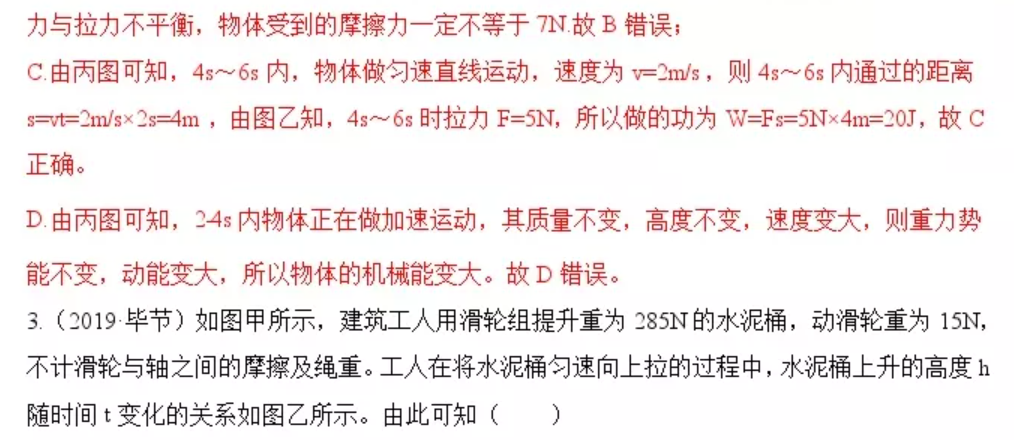 力与拉力不平衡，物体受到的摩擦力一定不等于 7N.故 B 错误；
C.由丙图可知，4s～6s 内，物体做匀速直线运动，速度为 v=2m/s，则 4s～6s 内通过的距离
s=vt=2m/s×2s=4m ，由图乙知，4s～6s 时拉力 F=5N，所以做的功为 W=Fs=5N×4m=20J，故 C
正确。
D.由丙图可知，2-4s 内物体正在做加速运动，其质量不变，高度不变，速度变大，则重力势
能不变，动能变大，所以物体的机械能变大。故 D 错误。
3.（2019·毕节）如图甲所示，建筑工人用滑轮组提升重为 285N 的水泥桶，动滑轮重为 15N，
不计滑轮与轴之间的摩擦及绳重。工人在将水泥桶匀速向上拉的过程中，水泥桶上升的高度 h
随时间 t 变化的关系如图乙所示。由此可知（　　）